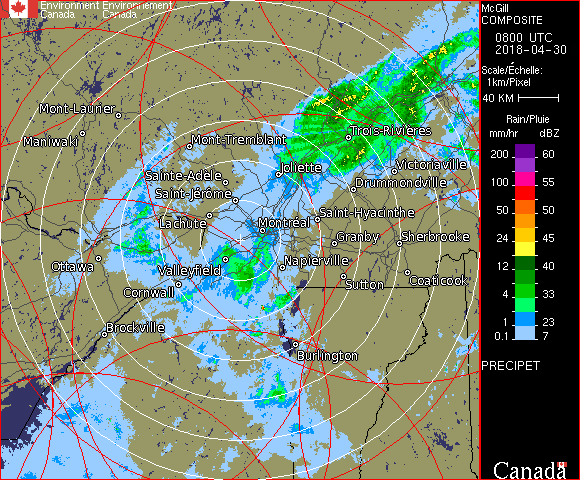 Environment Environnement
Canada Canada
McGill
COMPOSITE
0800 UTC
2018-04-30
Scale/Échelle:
1km/Pixel
40 KM
Rain/Pluie
mm/hr dBZ
200 60
100 55
50 50
24 45
12 40
4 33
1 23
0.1 7
PRECIPET
Canada
Mont-Laurier
Maniwaki
Mont-Tremblant
Trois-Rivières
Sainte-Adèle
Joliette
Victoriaville
Saint-Jérôme
Drummondville
Lachute
Montréal
Saint-Hyacinthe
Granby
Sherbrooke
Ottawa
Valleyfield
Napierville
Cornwall
Sutton
Coaticook
Brockville
Burlington